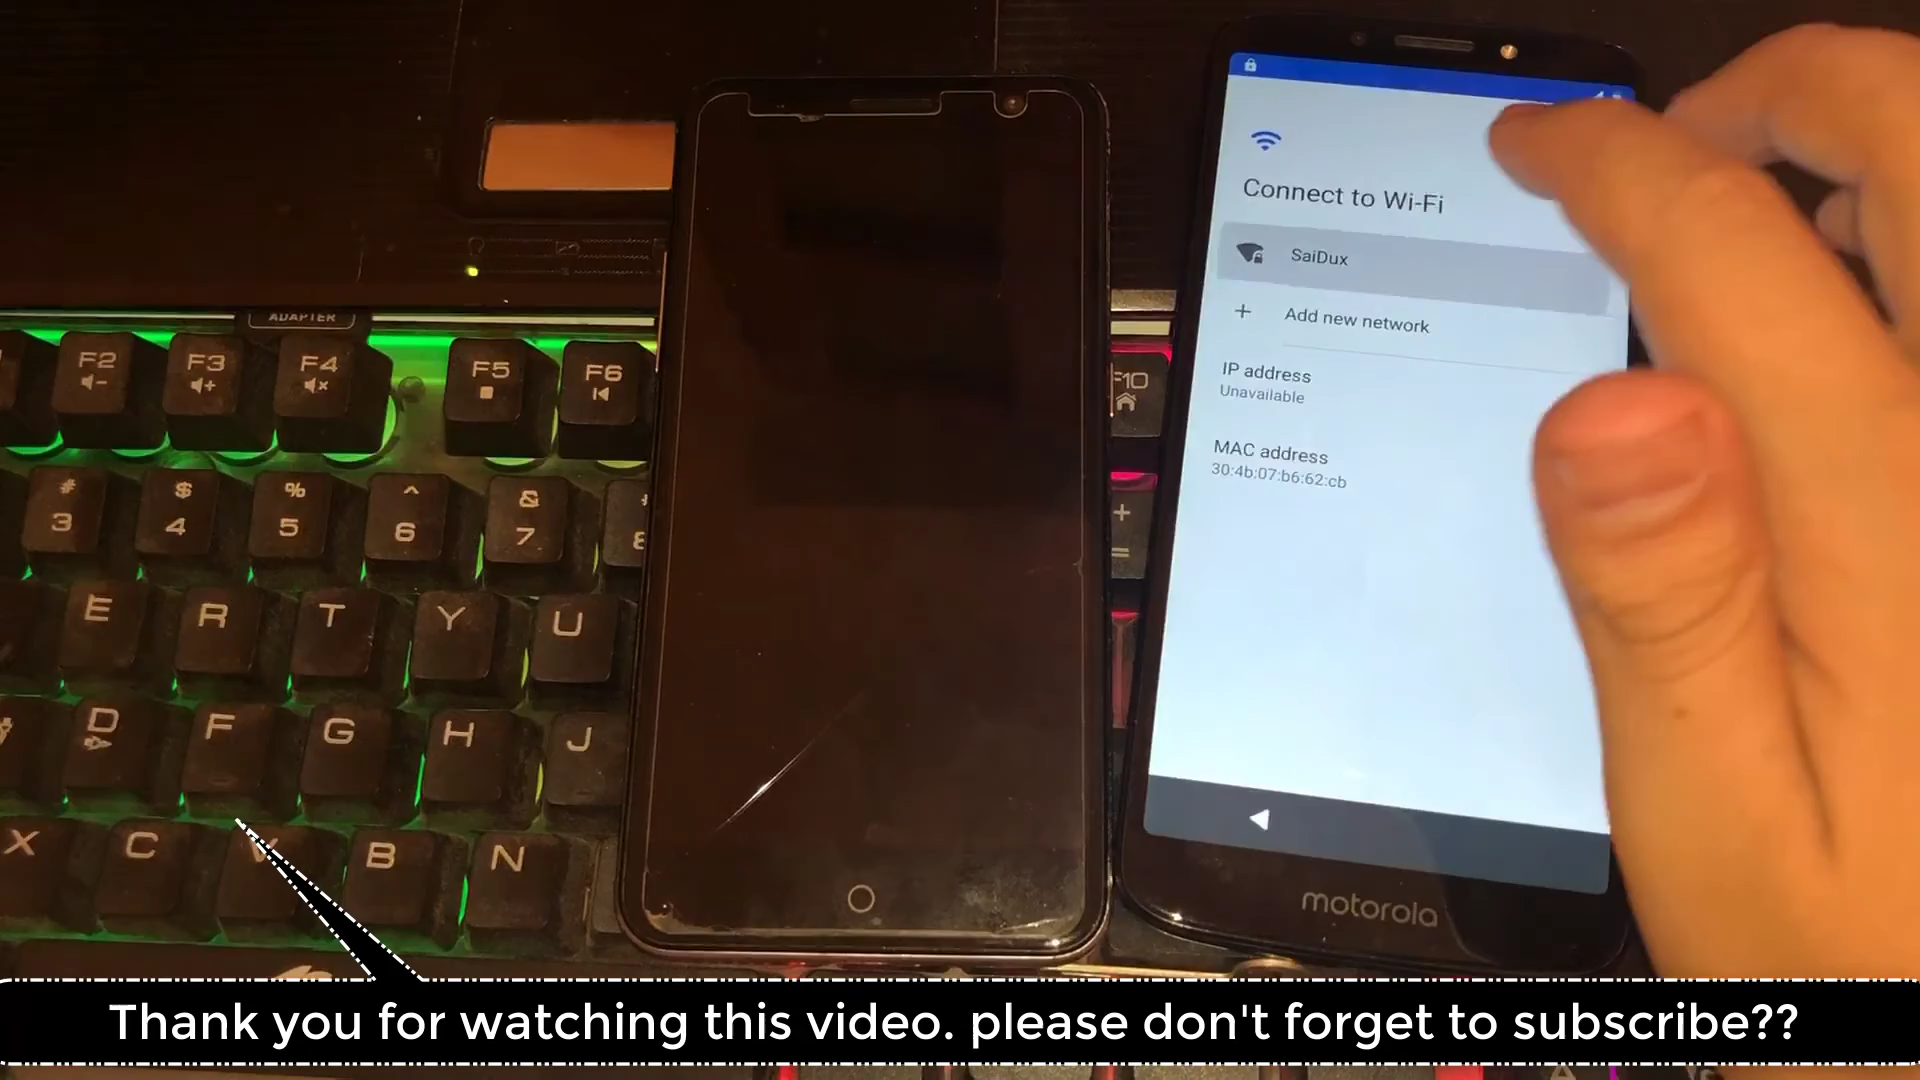 Connect to Wi-Fi
SaiDux
Add new network
IP address
Unavailable
MAC address
30:4b:07:b6:62:cb
motorola
ADAPTER
F2
F3
F4
F5
F6
F10
#
3
$
4
%
5
^
6
&
7
8
+
=
E
R
T
Y
U
D
F
G
H
J
X
C
V
B
N
Thank you for watching this video. please don't forget to subscribe??